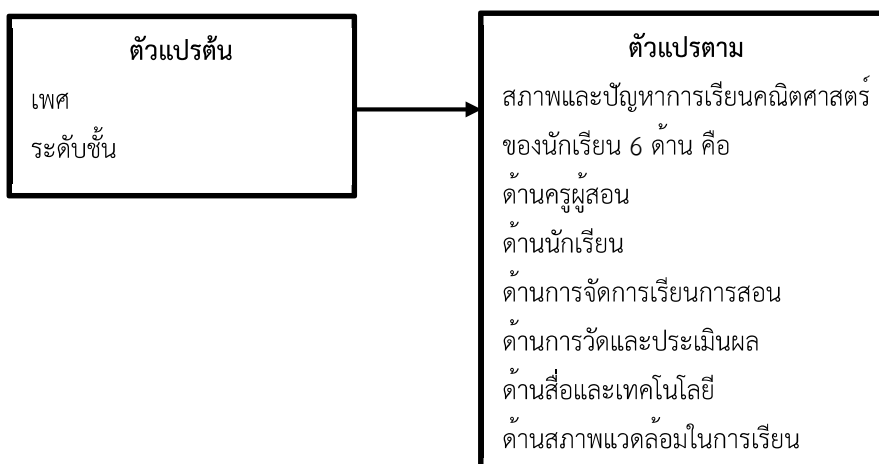 ตัวแปรต้น
เพศ
ระดับชั้น
ตัวแปรตาม
สภาพและปัญหาการเรียนคณิตศาสตร์
ของนักเรียน 6 ด้าน คือ
ด้านครูผู้สอน
ด้านนักเรียน
ด้านการจัดการเรียนการสอน
ด้านการวัดและประเมินผล
ด้านสื่อและเทคโนโลยี
ด้านสภาพแวดล้อมในการเรียน